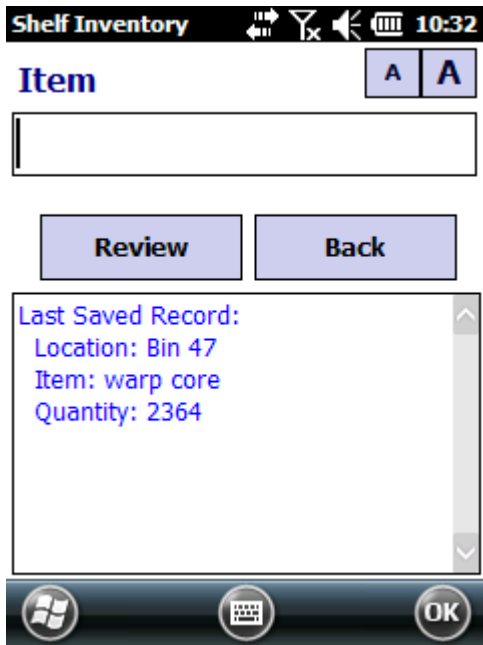 Shelf Inventory 10:32
Item A A
Review Back
Last Saved Record:
Location: Bin 47
Item: warp core
Quantity: 2364
OK